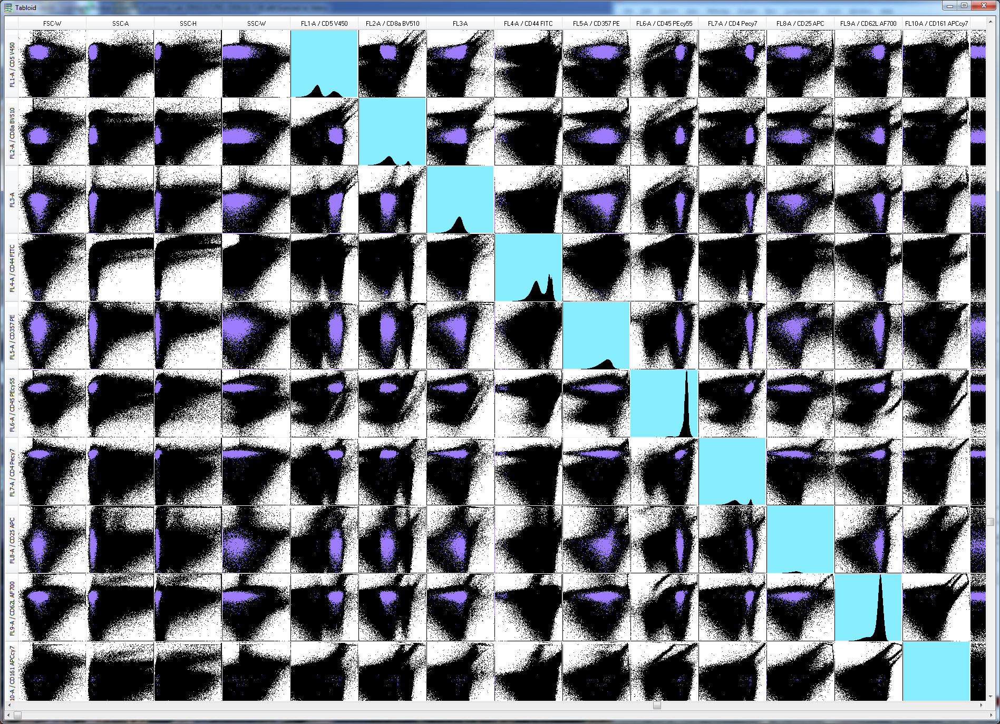 Tabloid
FSC-W
SSC-A
SSC-H
SSC-W
FL1-A / CD5 V450
FL2-A / CD8a BV510
FL3-A
FL4-A / CD44 FITC
FL5-A / CD357 PE
FL6-A / CD45 PEcy55
FL7-A / CD4 Pecy7
FL8-A / CD25 APC
FL9-A / CD62L AF700
FL10-A / CD161 APCcy7
FL1-A / CD5 V450
FL2-A / CD8a BV510
FL3-A
FL4-A / CD44 FITC
FL5-A / CD357 PE
FL6-A / CD45 PEcy55
FL7-A / CD4 Pecy7
FL8-A / CD25 APC
FL9-A / CD62L AF700
10-A / CD161 APCcy7